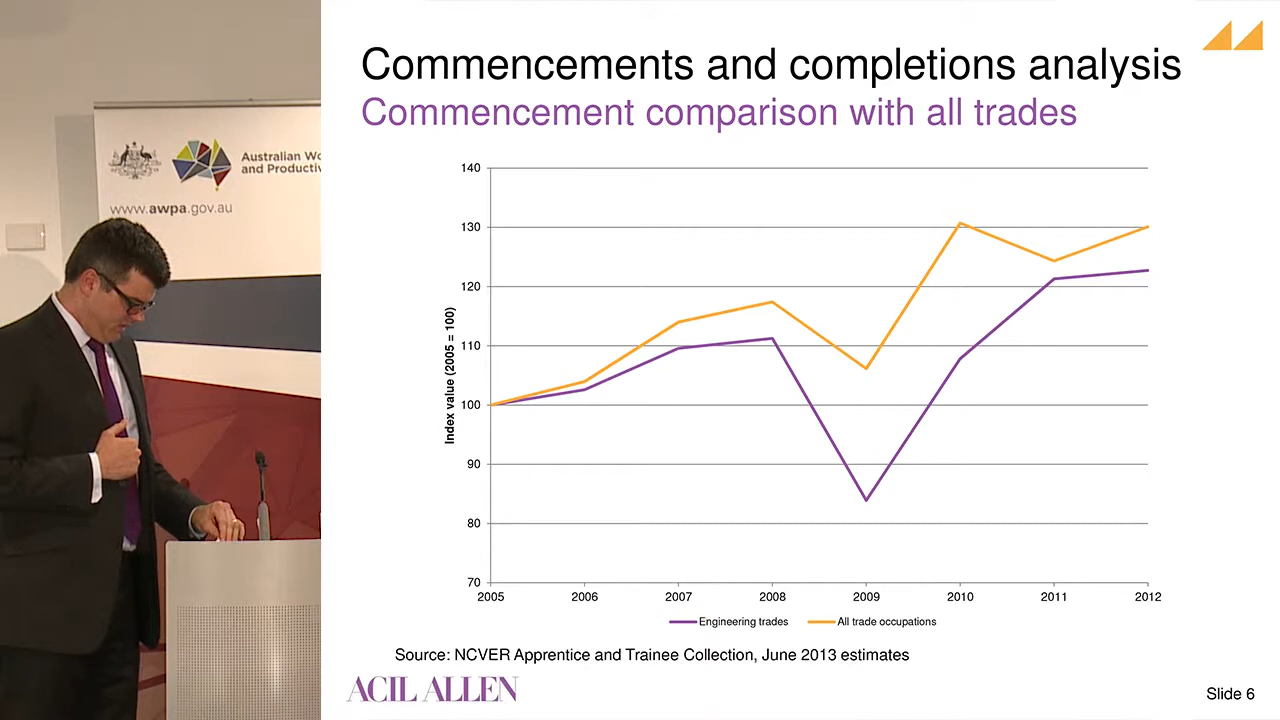 Australian Wo
and Productiv
www.awpa.gov.au
Commencements and completions analysis
Commencement comparison with all trades
Index value (2005 = 100)
140
130
120
110
100
90
80
70
2005 2006 2007 2008 2009 2010 2011 2012
Engineering trades All trade occupations
Source: NCVER Apprentice and Trainee Collection, June 2013 estimates
ACIL ALLEN
Slide 6